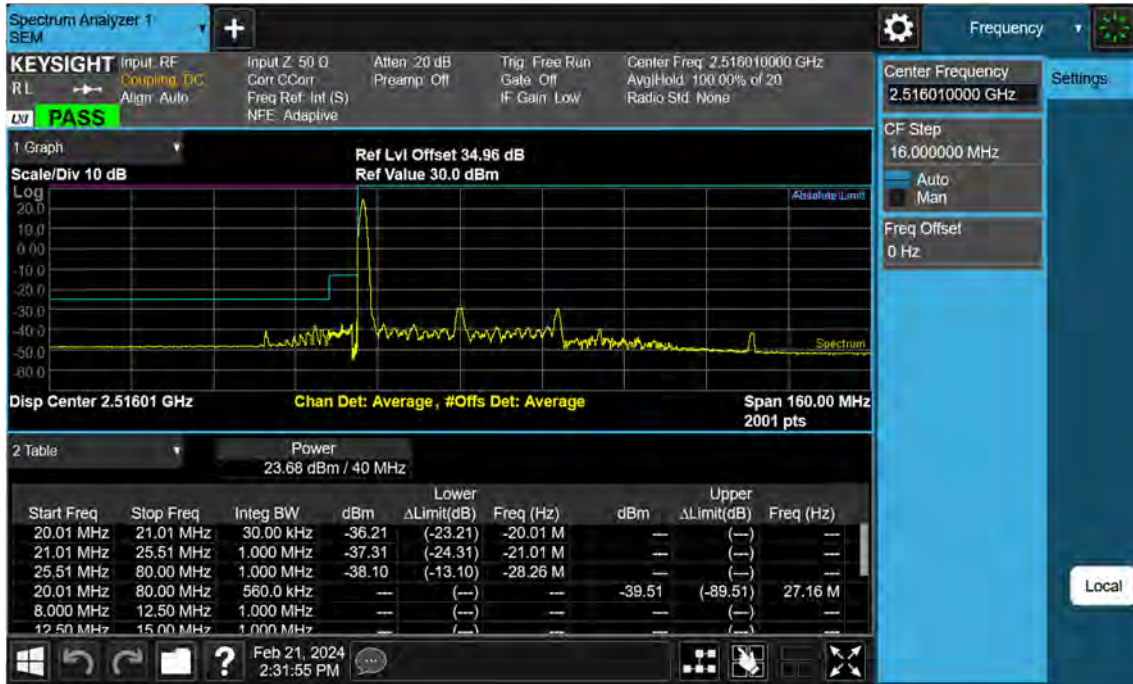 Spectrum Analyzer 1
SEM
+
Frequency
KEYSIGHT Input: RF Input Z: 50 Ω Atten: 20 dB Trig: Free Run Center Freq: 2.516010000 GHz
RL Coupling: DC Corr CCorr Preamp: Off Gate: Off Avg|Hold: 100.00% of 20
Align: Auto Freq Ref: Int (S) IF Gain: Low Radio Std: None
LXI PASS NFE: Adaptive
Center Frequency
2.516010000 GHz
Settings
CF Step
16.000000 MHz
Auto
Man
Freq Offset
0 Hz
Local
1 Graph
Ref Lvl Offset 34.96 dB
Scale/Div 10 dB Ref Value 30.0 dBm
Log
Absolute Limit
20.0
10.0
0.00
-10.0
-20.0
-30.0
-40.0
-50.0
-60.0
Spectrum
Disp Center 2.51601 GHz Chan Det: Average, #Offs Det: Average Span 160.00 MHz
2001 pts
2 Table Power
23.68 dBm / 40 MHz
Lower Upper
Start Freq Stop Freq Integ BW dBm ΔLimit(dB) Freq (Hz) dBm ΔLimit(dB) Freq (Hz)
20.01 MHz 21.01 MHz 30.00 kHz -36.21 (-23.21) -20.01 M --- (---) ---
21.01 MHz 25.51 MHz 1.000 MHz -37.31 (-24.31) -21.01 M --- (---) ---
25.51 MHz 80.00 MHz 1.000 MHz -38.10 (-13.10) -28.26 M --- (---) ---
20.01 MHz 80.00 MHz 560.0 kHz --- (---) --- -39.51 (-89.51) 27.16 M
8.000 MHz 12.50 MHz 1.000 MHz --- (---) --- --- (---) ---
12.50 MHz 15.00 MHz 1.000 MHz --- (---) --- --- (---) ---
? Feb 21, 2024
2:31:55 PM